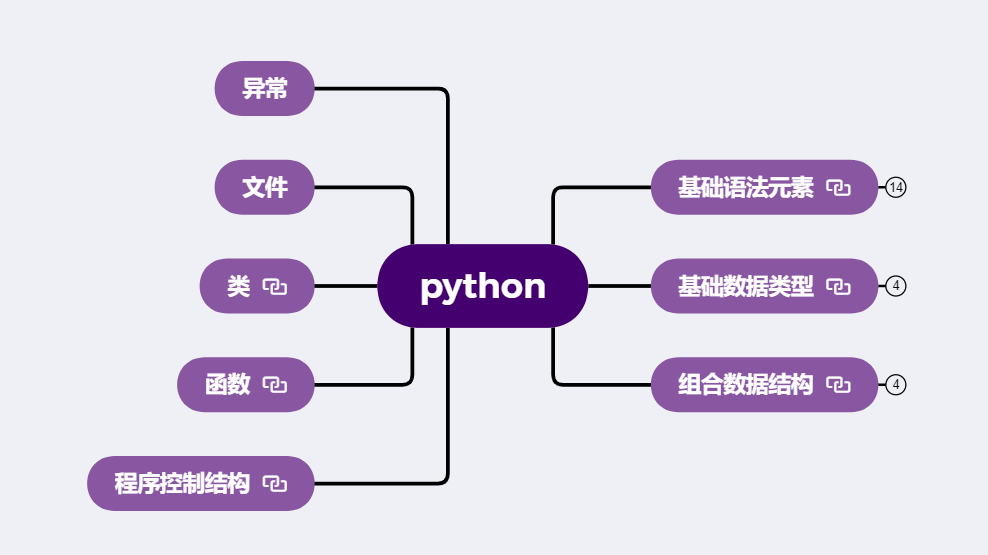 异常
文件
类
函数
程序控制结构
python
基础语法元素 14
基础数据类型 4
组合数据结构 4